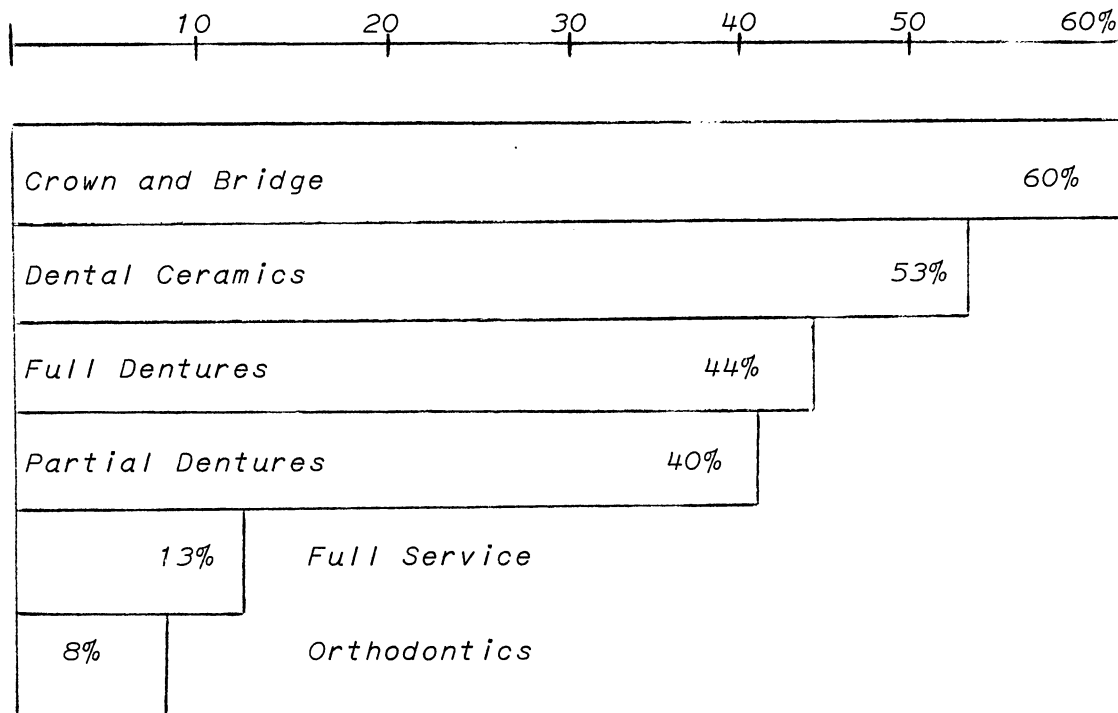 10 20 30 40 50 60%
Crown and Bridge 60%
Dental Ceramics 53%
Full Dentures 44%
Partial Dentures 40%
13% Full Service
8% Orthodontics